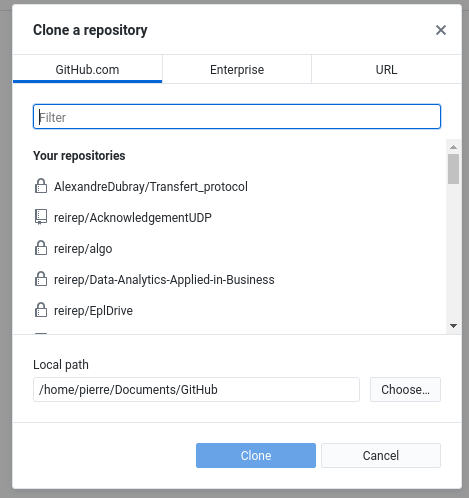 Clone a repository
GitHub.com
Enterprise
URL
Filter
Your repositories
AlexandreDubray/Transfert_protocol
reirep/AcknowledgementUDP
reirep/algo
reirep/Data-Analytics-Applied-in-Business
reirep/EplDrive
Local path
/home/pierre/Documents/GitHub
Choose...
Clone
Cancel